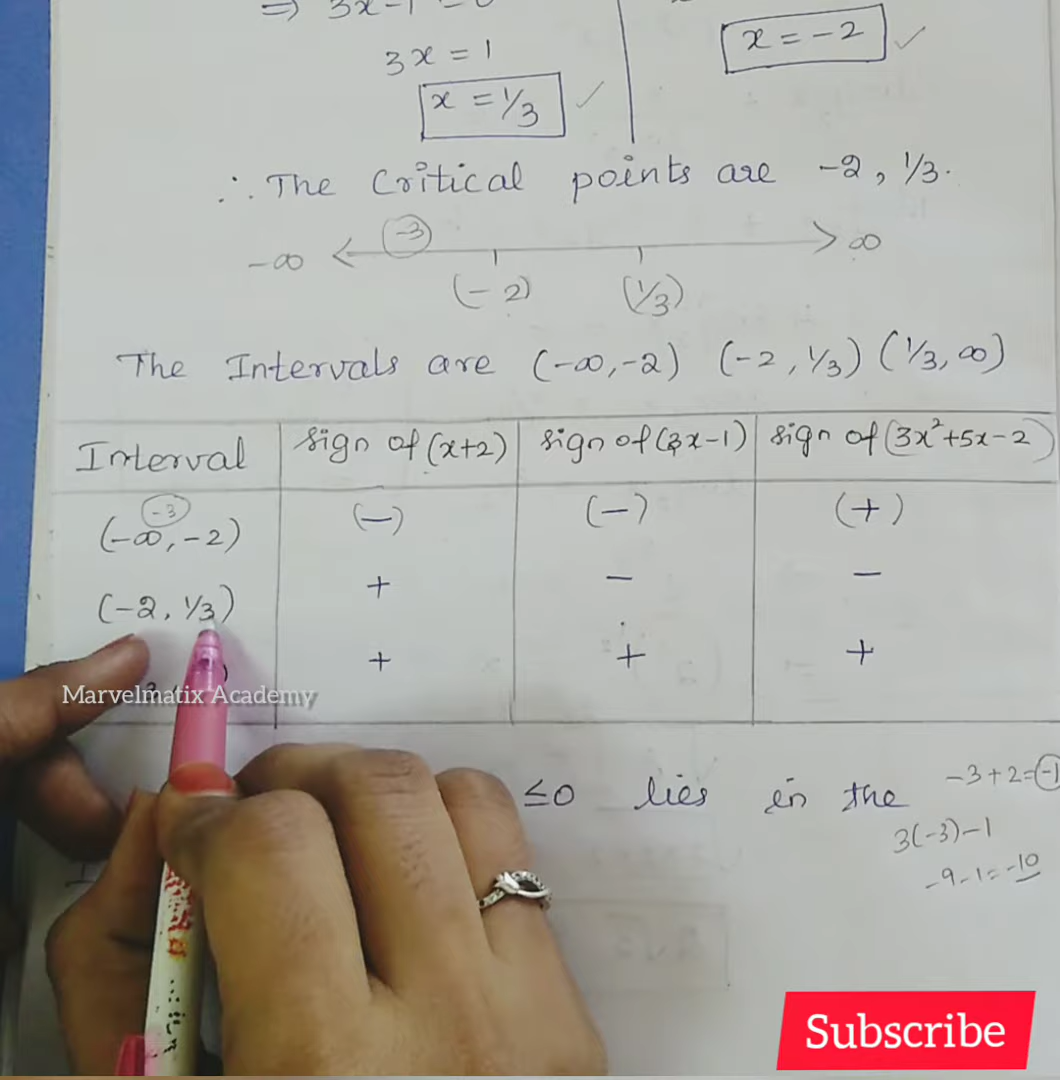 ⇒ 3x-1=0
3x = 1
x = 1/3 ✓
x = -2 ✓
∴ The Critical points are -2, 1/3.
-∞ (-3) ∞
(-2) (1/3)
The Intervals are (-∞,-2) (-2, 1/3) (1/3, ∞)
Interval sign of (x+2) sign of (3x-1) sign of (3x²+5x-2)
-3
(-∞, -2) (-) (-) (+)
(-2, 1/3) + - -
+ + +
Marvelmatix Academy
≤0 lies in the
-3+2=-1
3(-3)-1
-9-1=-10
Subscribe